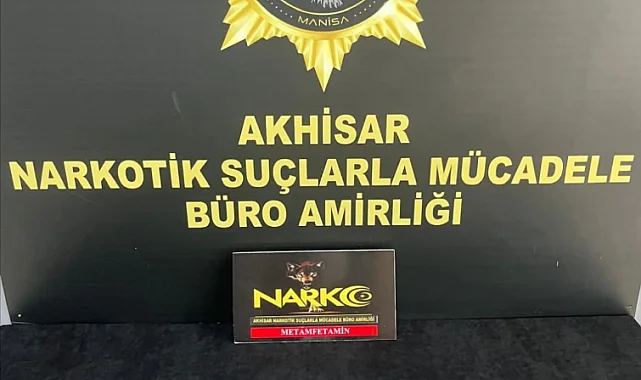 MANİSA
AKHİSAR
NARKOTİK SUÇLARLA MÜCADELE
BÜRO AMİRLİĞİ
NARKO
AKHİSAR NARKOTİK SUÇLARLA MÜCADELE BÜRO AMİRLİĞİ
METAMFETAMİN